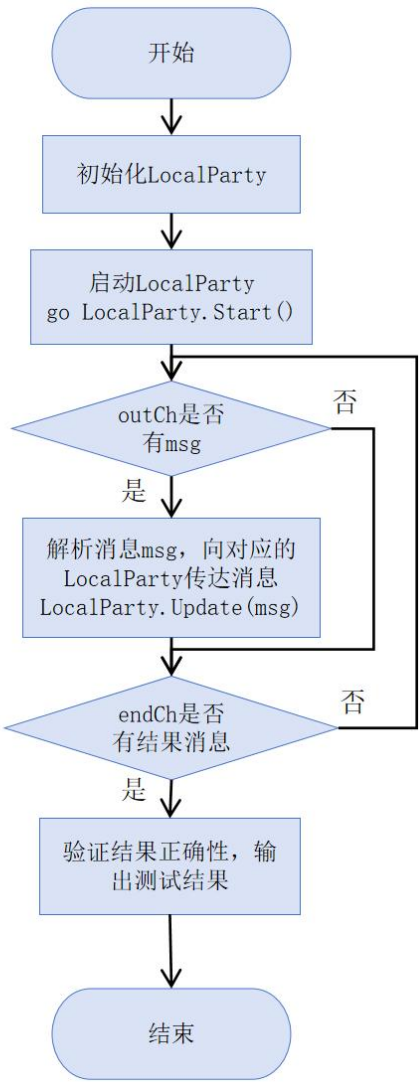 开始
初始化LocalParty
启动LocalParty
go LocalParty.Start()
outCh是否
有msg
否
是
解析消息msg，向对应的
LocalParty传达消息
LocalParty.Update(msg)
endCh是否
有结果消息
否
是
验证结果正确性，输
出测试结果
结束